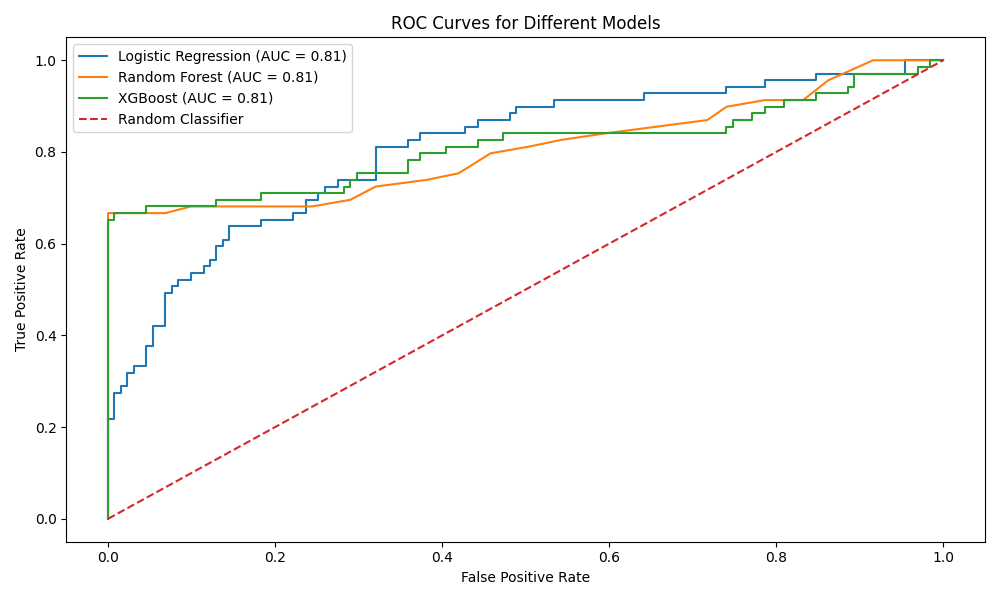 ROC Curves for Different Models
Logistic Regression (AUC = 0.81)
Random Forest (AUC = 0.81)
XGBoost (AUC = 0.81)
Random Classifier
True Positive Rate
1.0
0.8
0.6
0.4
0.2
0.0
0.0 0.2 0.4 0.6 0.8 1.0
False Positive Rate